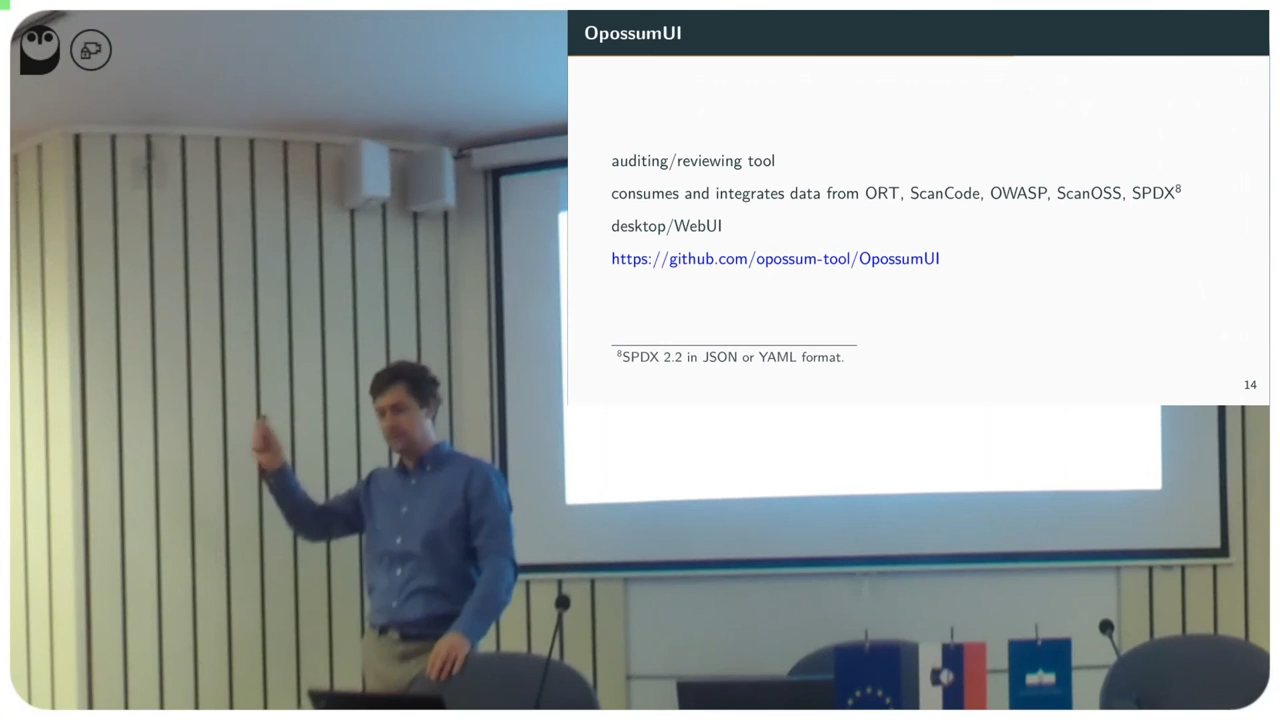 OpossumUI
auditing/reviewing tool
consumes and integrates data from ORT, ScanCode, OWASP, ScanOSS, SPDX⁸
desktop/WebUI
https://github.com/opossum-tool/OpossumUI
⁸SPDX 2.2 in JSON or YAML format.
14